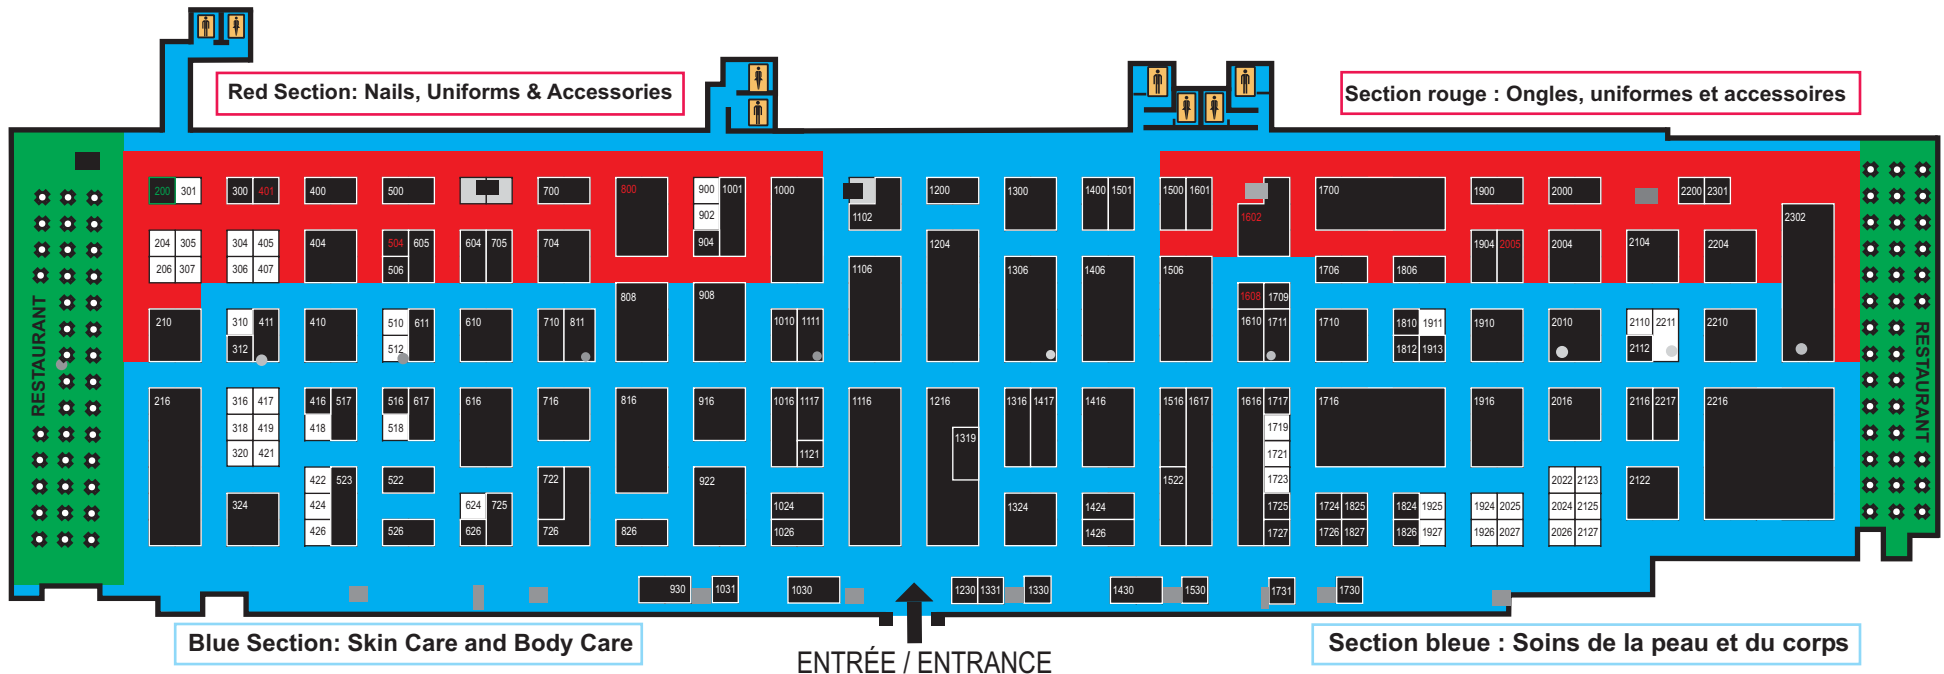 Red Section: Nails, Uniforms & Accessories
Section rouge : Ongles, uniformes et accessoires
200 301 300 401 400 500 700 800 900 1001 1000 1200 1300 1400 1501 1500 1601 1700 1900 2000 2200 2301
902 1102 1602 2302
204 305 304 405 404 504 605 604 705 704 904 1204 1904 2005 2004 2104 2204
206 307 306 407 506 1106 1306 1406 1506 1706 1806
808 908 1608 1709
210 310 411 410 510 611 610 710 811 1010 1111 1610 1711 1710 1810 1911 1910 2010 2110 2211 2210
312 512 1812 1913 2112
RESTAURANT
RESTAURANT
216 316 417 416 517 516 617 616 716 816 916 1016 1117 1116 1216 1316 1417 1416 1516 1617 1616 1717 1716 1916 2016 2116 2217 2216
318 419 418 518 1319 1719
320 421 1121 1721
422 523 522 722 922 1522 1723 2022 2123 2122
324 424 624 725 1024 1324 1424 1725 1724 1825 1824 1925 1924 2025 2024 2125
426 526 626 726 826 1026 1426 1727 1726 1827 1826 1927 1926 2027 2026 2127
930 1031 1030 1230 1331 1330 1430 1530 1731 1730
Blue Section: Skin Care and Body Care
Section bleue : Soins de la peau et du corps
ENTRÉE / ENTRANCE